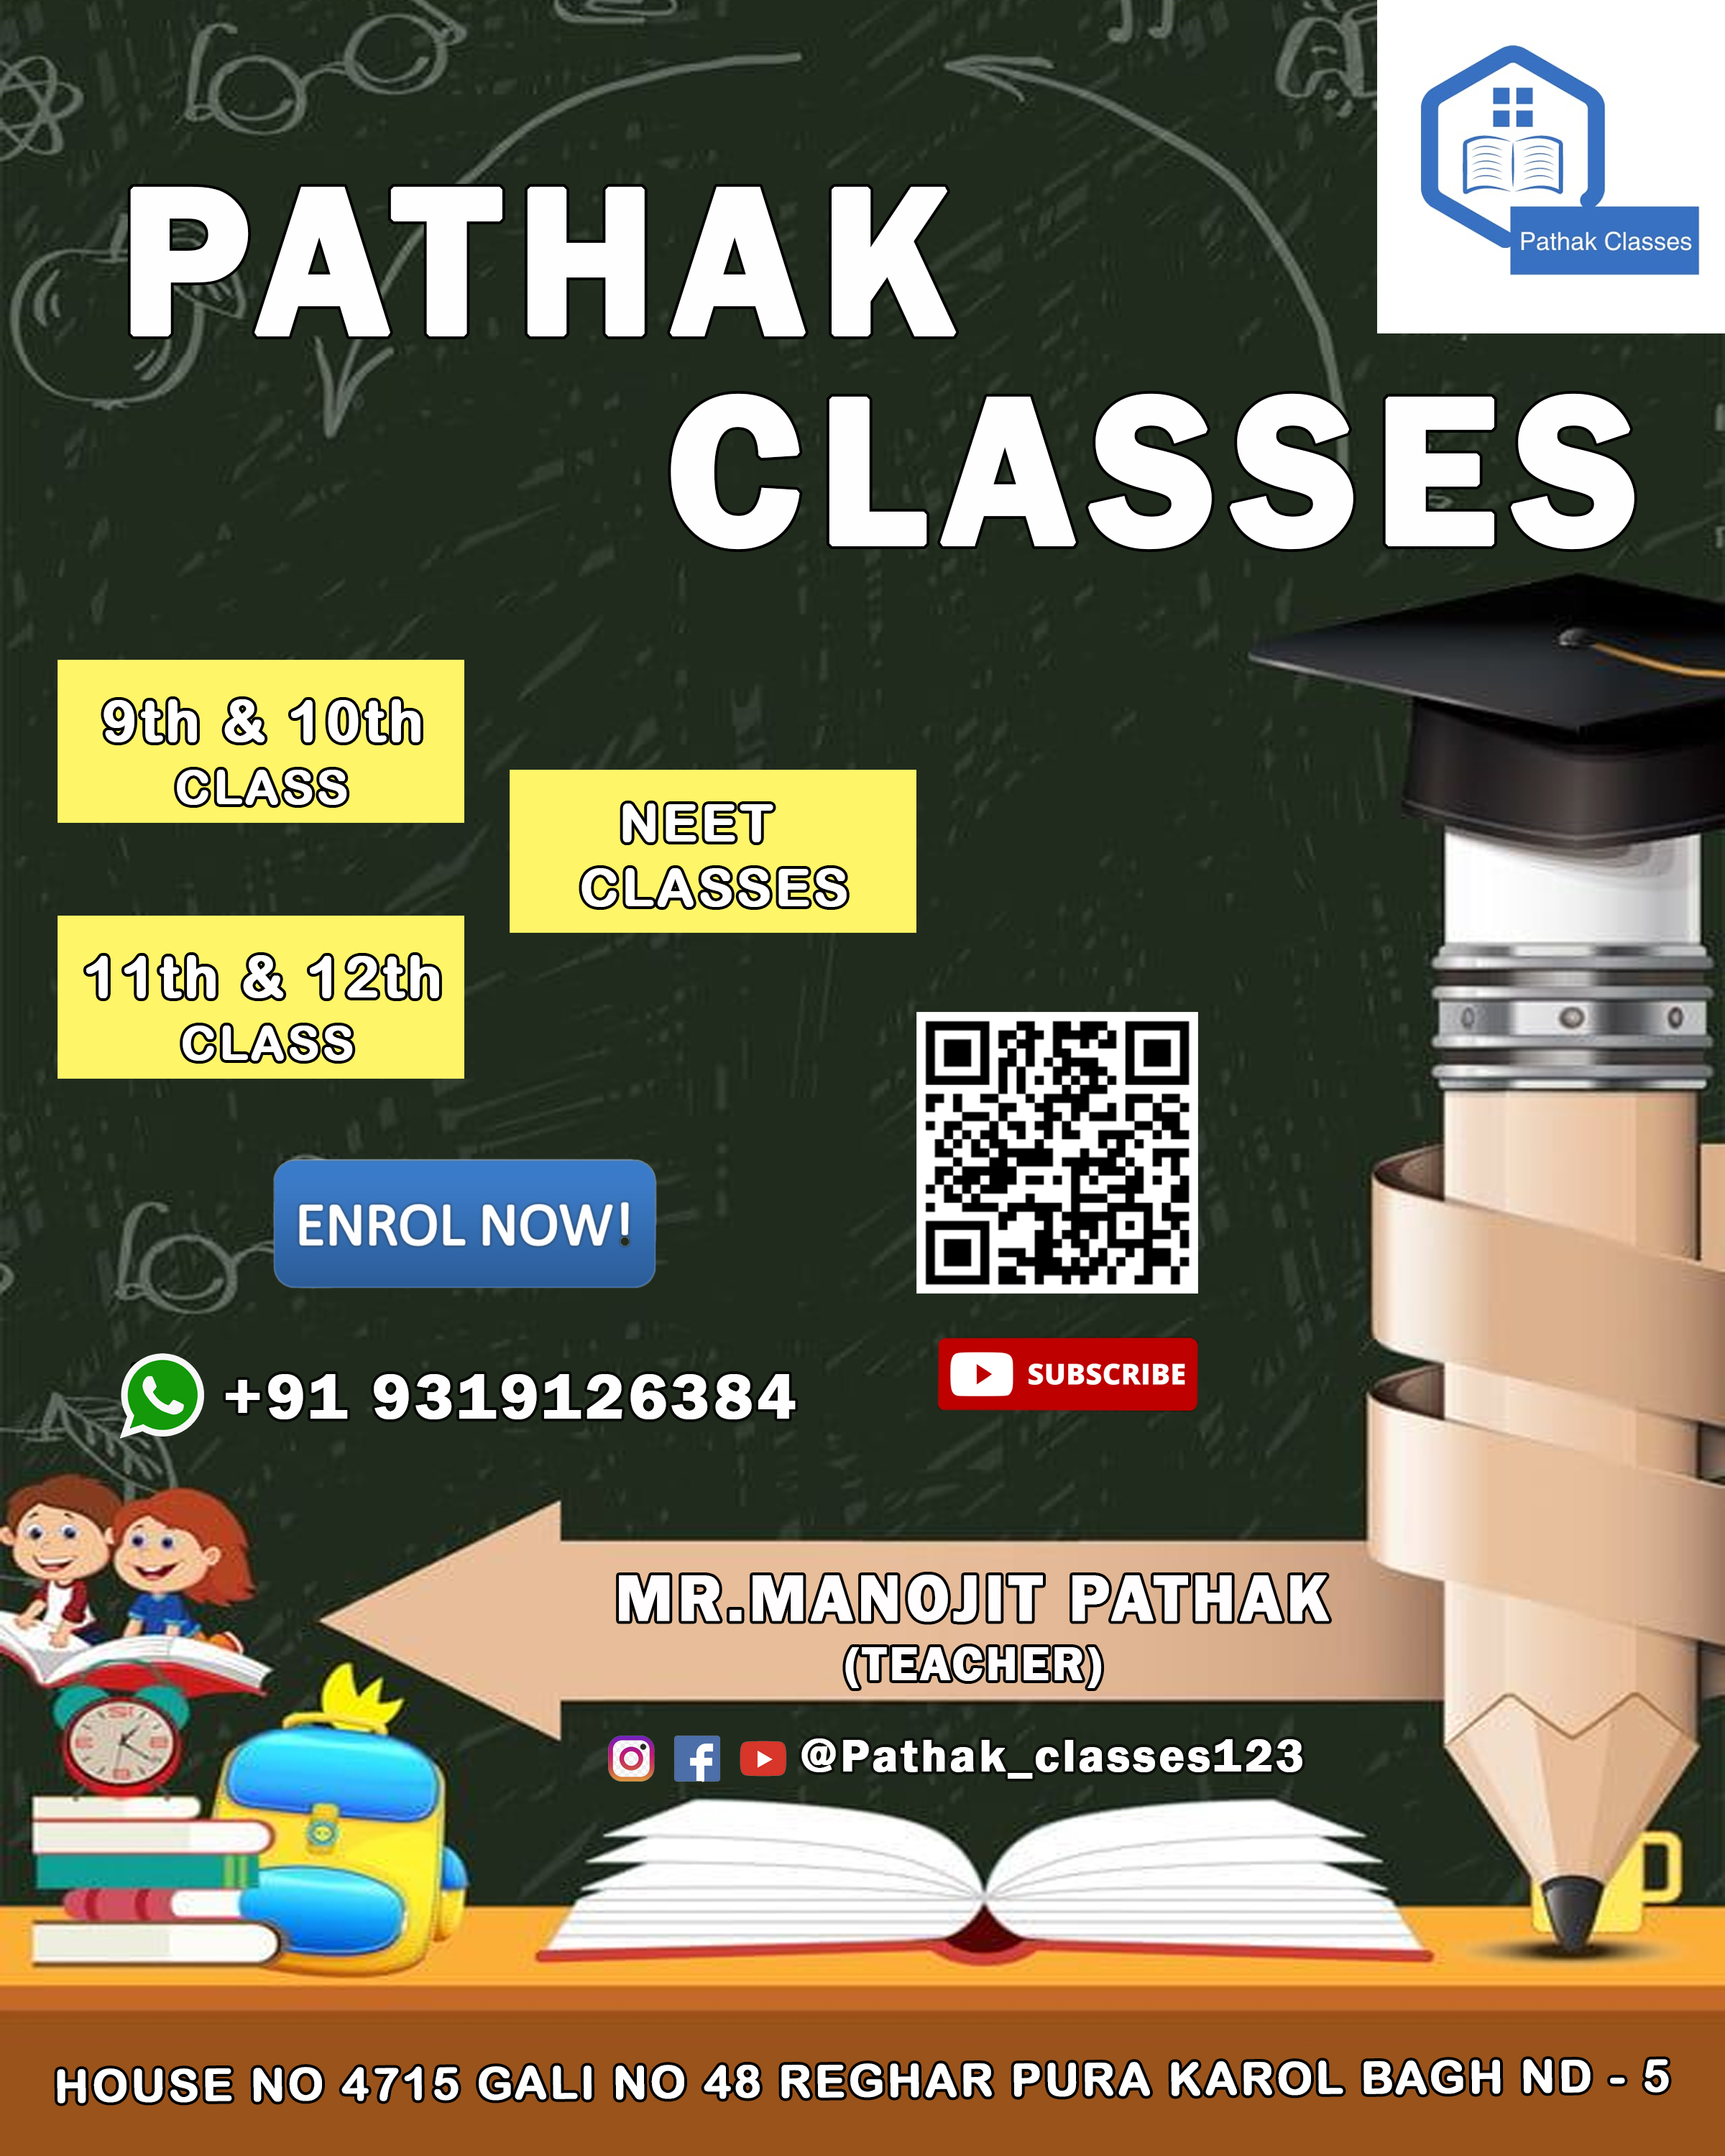 Pathak Classes
PATHAK
CLASSES
9th & 10th
CLASS
NEET
CLASSES
11th & 12th
CLASS
ENROL NOW!
+91 9319126384
SUBSCRIBE
MR.MANOJIT PATHAK
(TEACHER)
@Pathak_classes123
HOUSE NO 4715 GALI NO 48 REGHAR PURA KAROL BAGH ND - 5